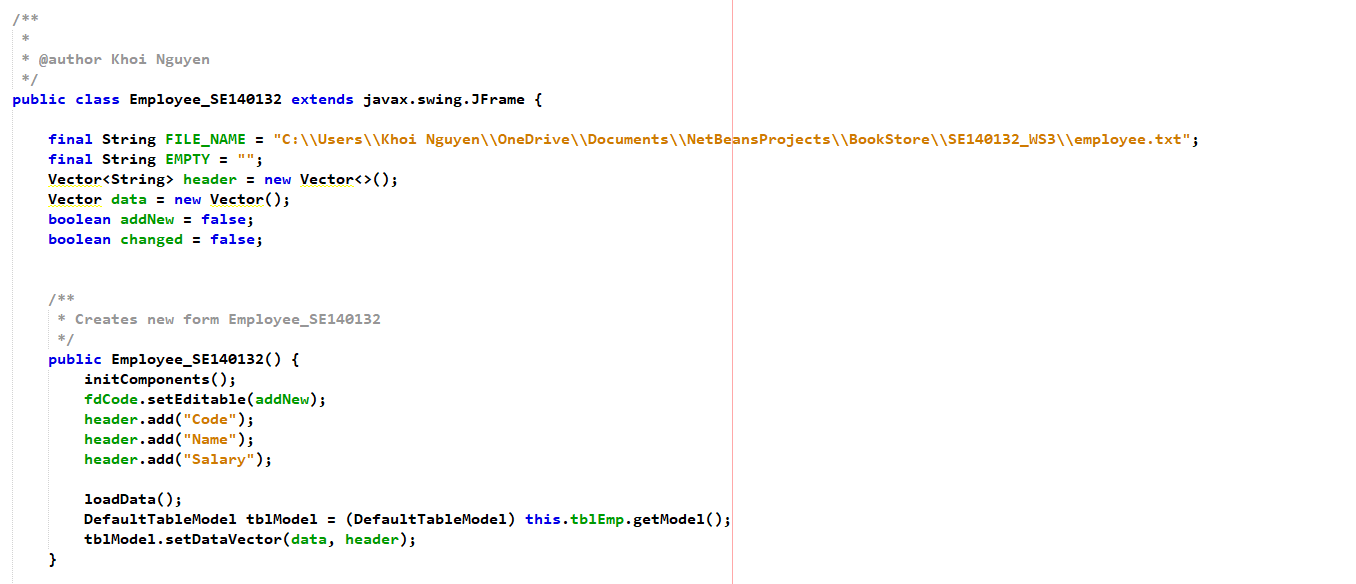 /**
 *
 * @author Khoi Nguyen
 */
public class Employee_SE140132 extends javax.swing.JFrame {
    final String FILE_NAME = "C:\\Users\\Khoi Nguyen\\OneDrive\\Documents\\NetBeansProjects\\BookStore\\SE140132_WS3\\employee.txt";
    final String EMPTY = "";
    Vector<String> header = new Vector<>();
    Vector data = new Vector();
    boolean addNew = false;
    boolean changed = false;
    /**
     * Creates new form Employee_SE140132
     */
    public Employee_SE140132() {
        initComponents();
        fdCode.setEditable(addNew);
        header.add("Code");
        header.add("Name");
        header.add("Salary");
        loadData();
        DefaultTableModel tblModel = (DefaultTableModel) this.tblEmp.getModel();
        tblModel.setDataVector(data, header);
    }